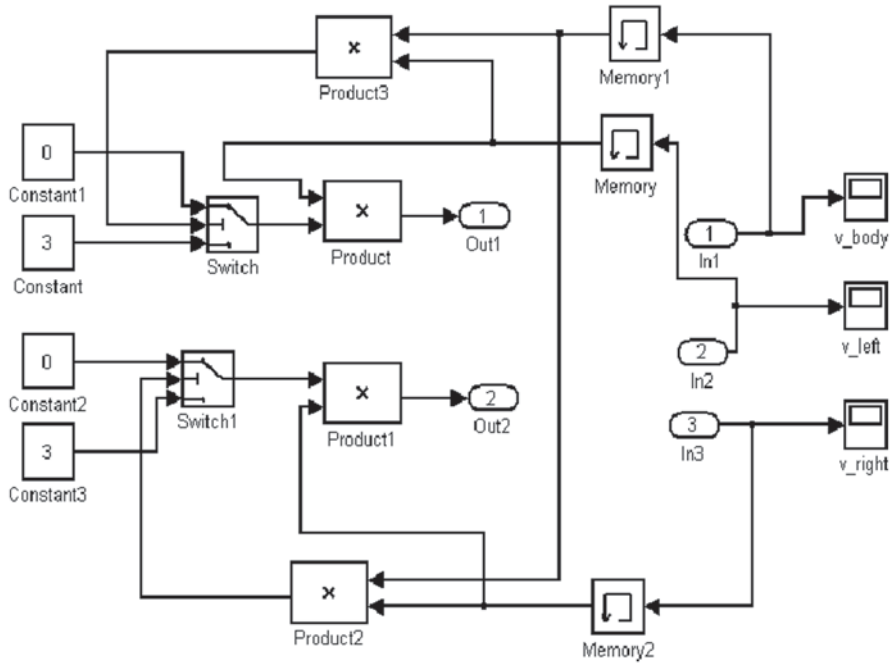 ×
Product3
Memory1
0
Constant1
Memory
3
Constant
Switch
×
Product
1
Out1
1
In1
v_body
v_left
2
In2
0
Constant2
Switch1
×
Product1
2
Out2
3
In3
v_right
3
Constant3
×
Product2
Memory2